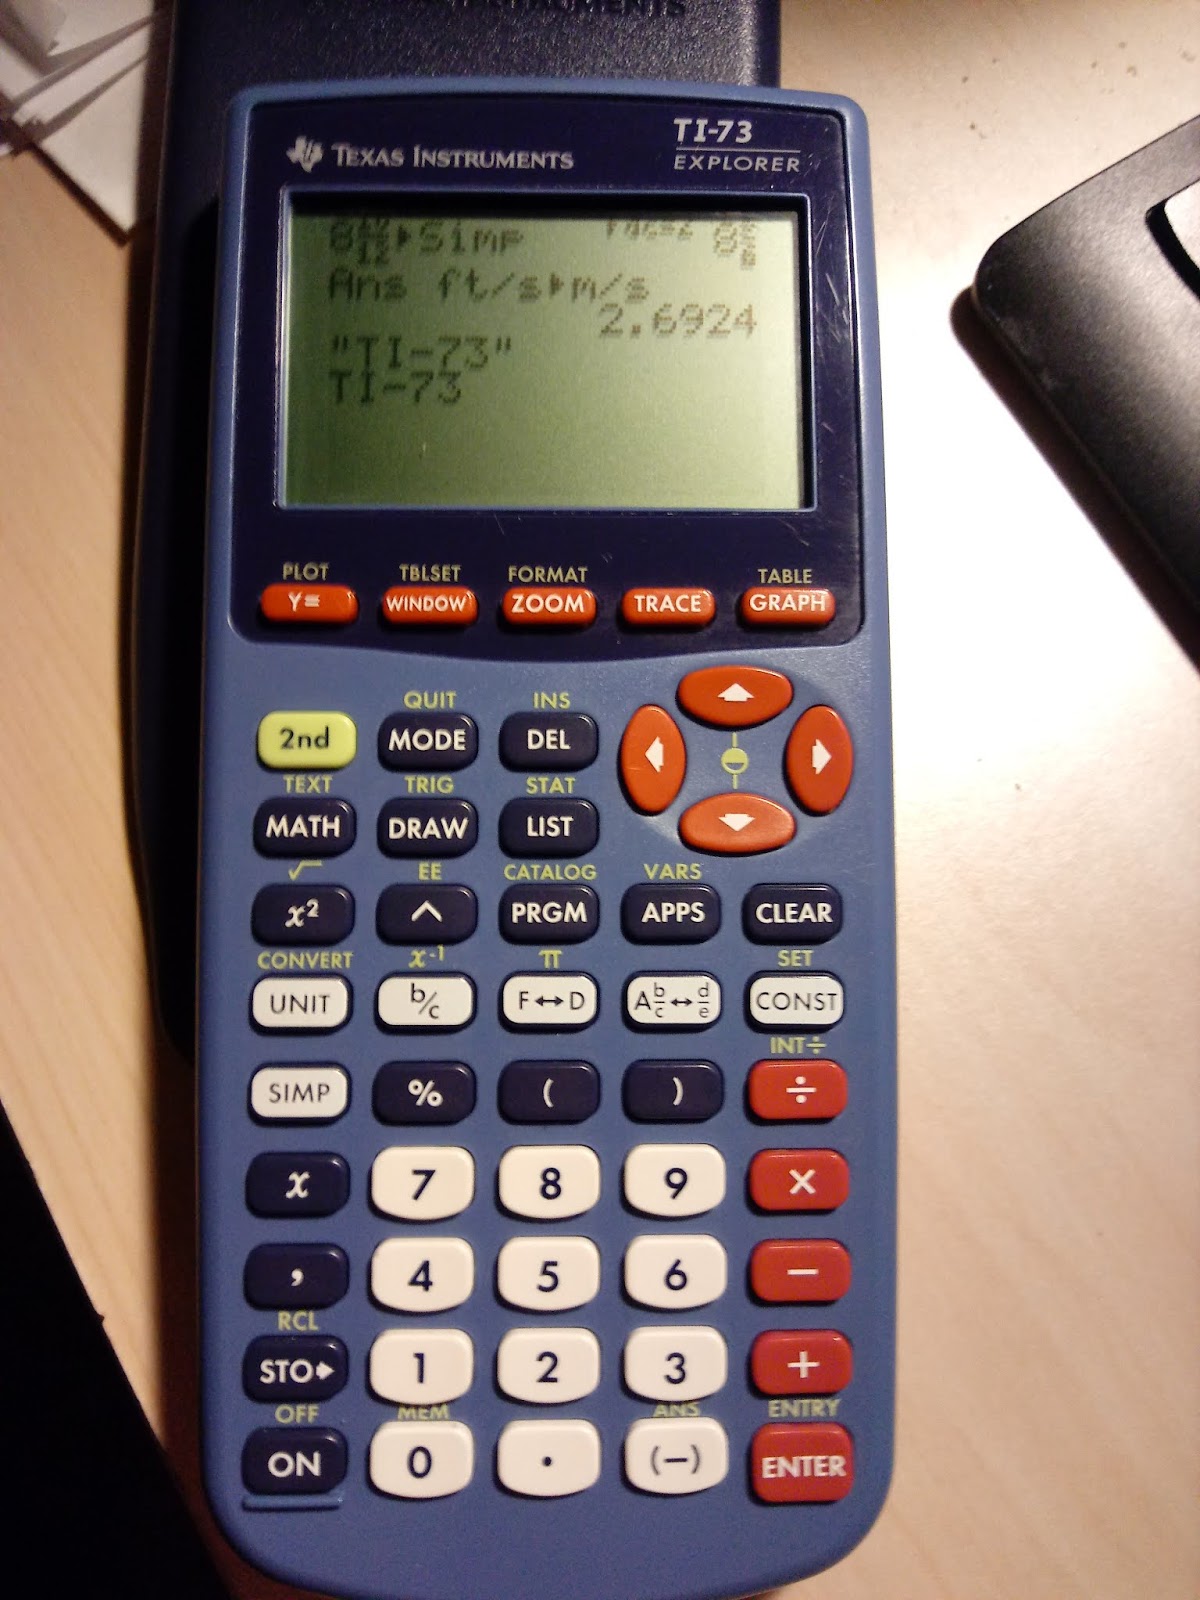 TEXAS INSTRUMENTS
TI-73
EXPLORER
▸Simp
Ans ft/s▸m/s
2.6924
"TI-73"
TI-73
PLOT TBLSET FORMAT TABLE
Y= WINDOW ZOOM TRACE GRAPH
QUIT INS
2nd MODE DEL
TEXT TRIG STAT
MATH DRAW LIST
√ EE CATALOG VARS
x² ^ PRGM APPS CLEAR
CONVERT x⁻¹ π SET
UNIT b/c F↔D A b/c↔d/e CONST
INT÷
SIMP % ( ) ÷
x 7 8 9 ×
, 4 5 6 −
RCL
STO▸ 1 2 3 +
OFF MEM ANS ENTRY
ON 0 . (−) ENTER